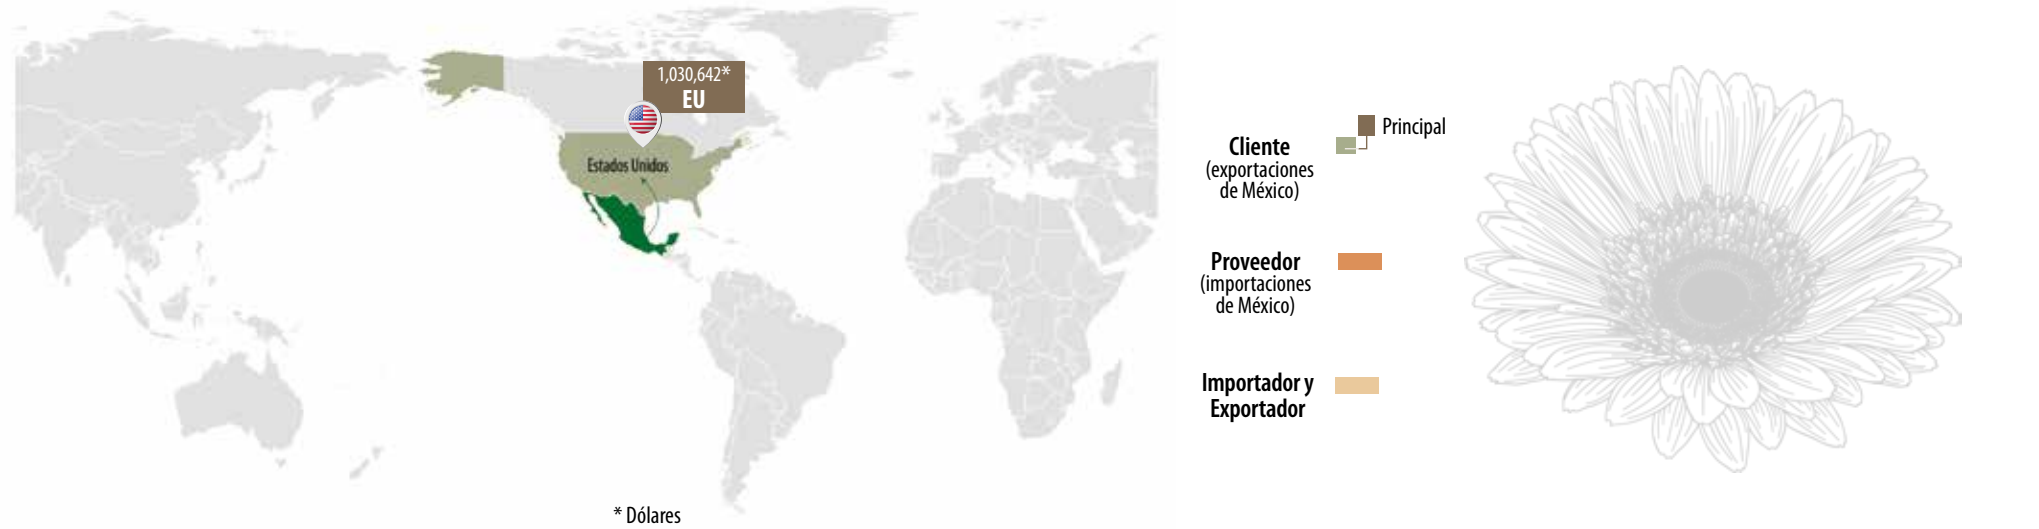 1,030,642*
EU
Estados Unidos
* Dólares
Cliente
(exportaciones
de México)
Principal
Proveedor
(importaciones
de México)
Importador y
Exportador